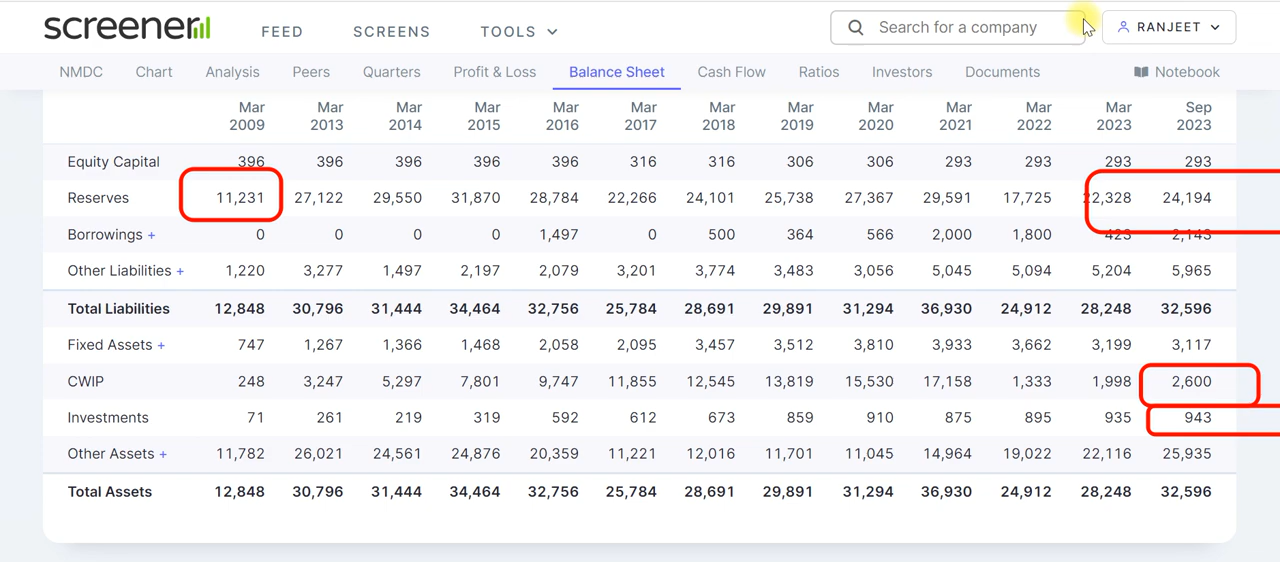 screener FEED SCREENS TOOLS Search for a company RANJEET
NMDC Chart Analysis Peers Quarters Profit & Loss Balance Sheet Cash Flow Ratios Investors Documents Notebook
Mar Mar Mar Mar Mar Mar Mar Mar Mar Mar Mar Mar Sep
2009 2013 2014 2015 2016 2017 2018 2019 2020 2021 2022 2023 2023
Equity Capital 396 396 396 396 396 316 316 306 306 293 293 293 293
Reserves 11,231 27,122 29,550 31,870 28,784 22,266 24,101 25,738 27,367 29,591 17,725 22,328 24,194
Borrowings + 0 0 0 0 1,497 0 500 364 566 2,000 1,800 423 2,143
Other Liabilities + 1,220 3,277 1,497 2,197 2,079 3,201 3,774 3,483 3,056 5,045 5,094 5,204 5,965
Total Liabilities 12,848 30,796 31,444 34,464 32,756 25,784 28,691 29,891 31,294 36,930 24,912 28,248 32,596
Fixed Assets + 747 1,267 1,366 1,468 2,058 2,095 3,457 3,512 3,810 3,933 3,662 3,199 3,117
CWIP 248 3,247 5,297 7,801 9,747 11,855 12,545 13,819 15,530 17,158 1,333 1,998 2,600
Investments 71 261 219 319 592 612 673 859 910 875 895 935 943
Other Assets + 11,782 26,021 24,561 24,876 20,359 11,221 12,016 11,701 11,045 14,964 19,022 22,116 25,935
Total Assets 12,848 30,796 31,444 34,464 32,756 25,784 28,691 29,891 31,294 36,930 24,912 28,248 32,596